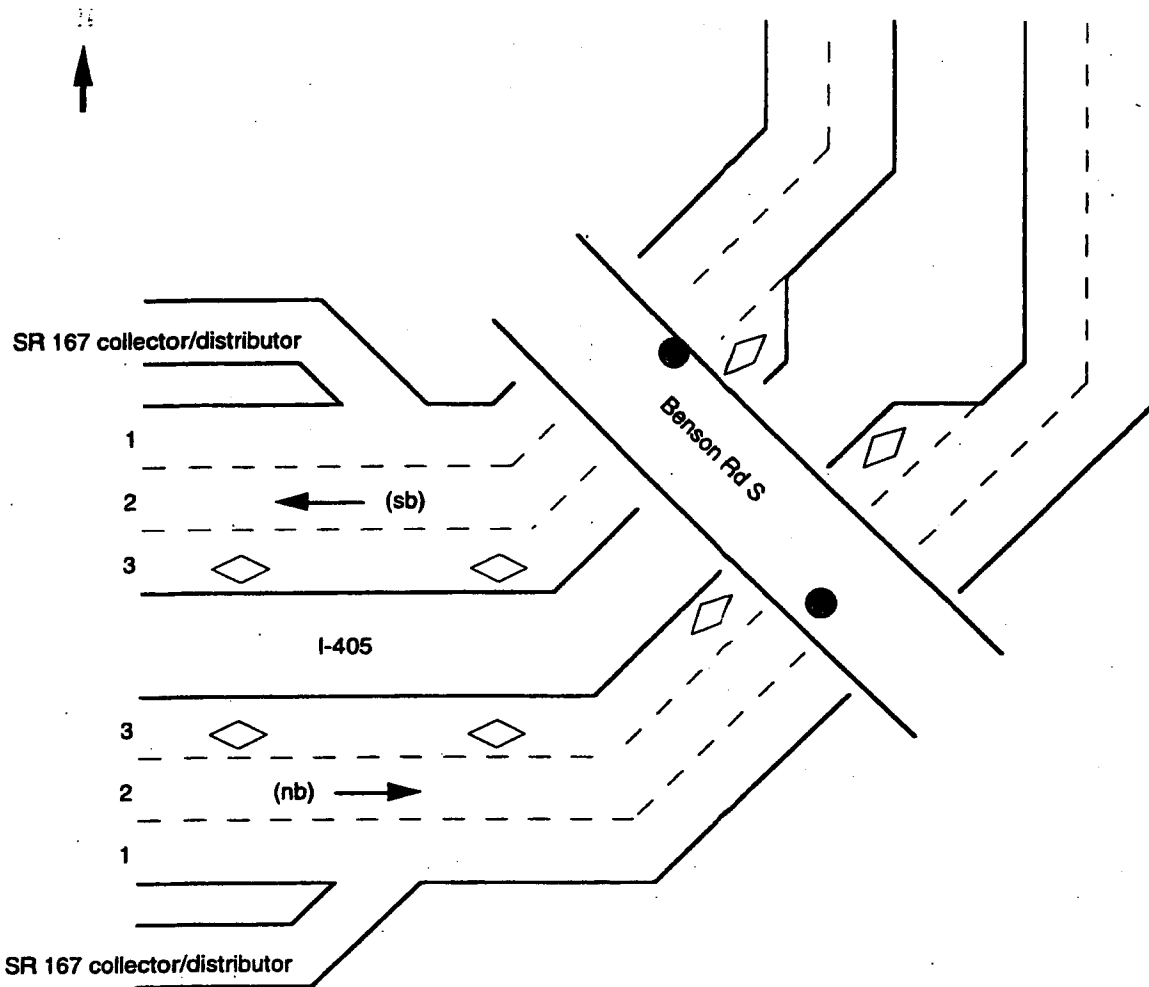 SR 167 collector/distributor
1
2
(sb)
3
Benson Rd S
I-405
3
2
(nb)
1
SR 167 collector/distributor